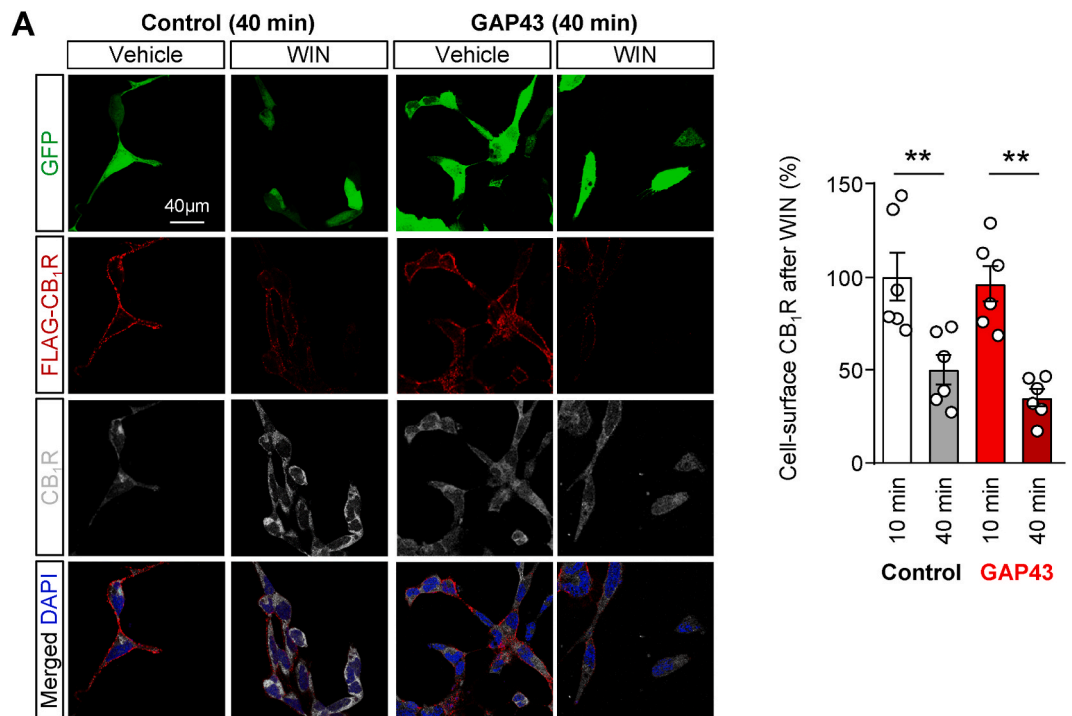 A
Control (40 min)
GAP43 (40 min)
Vehicle
WIN
Vehicle
WIN
GFP
40μm
FLAG-CB₁R
CB₁R
Merged DAPI
Cell-surface CB₁R after WIN (%)
**
**
150
100
50
0
10 min
40 min
10 min
40 min
Control
GAP43